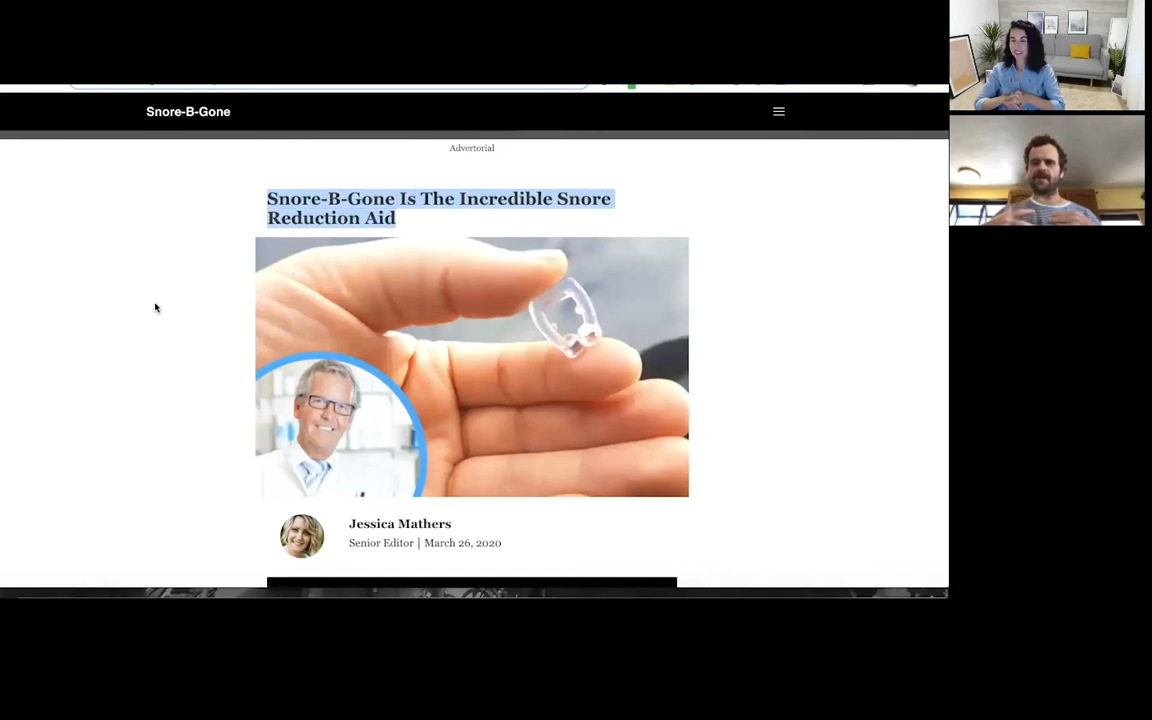 Snore-B-Gone
Advertorial
Snore-B-Gone Is The Incredible Snore
Reduction Aid
Jessica Mathers
Senior Editor | March 26, 2020